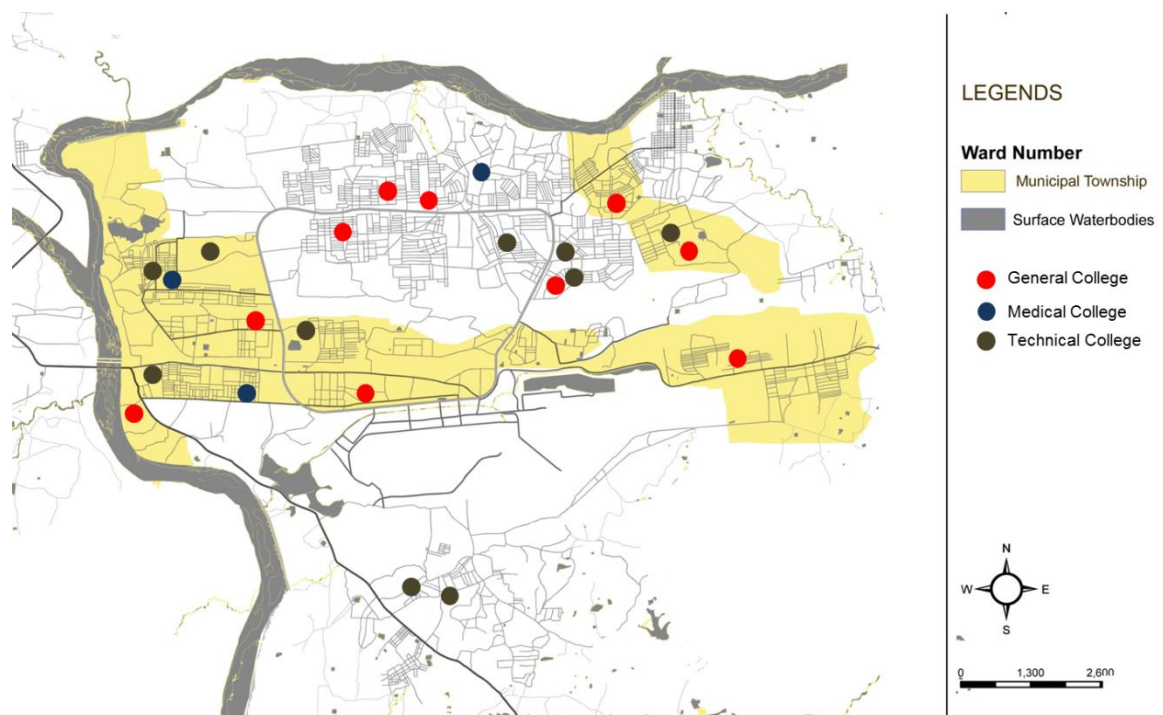 LEGENDS
Ward Number
Municipal Township
Surface Waterbodies
General College
Medical College
Technical College
N
W E
S
0 1,300 2,600